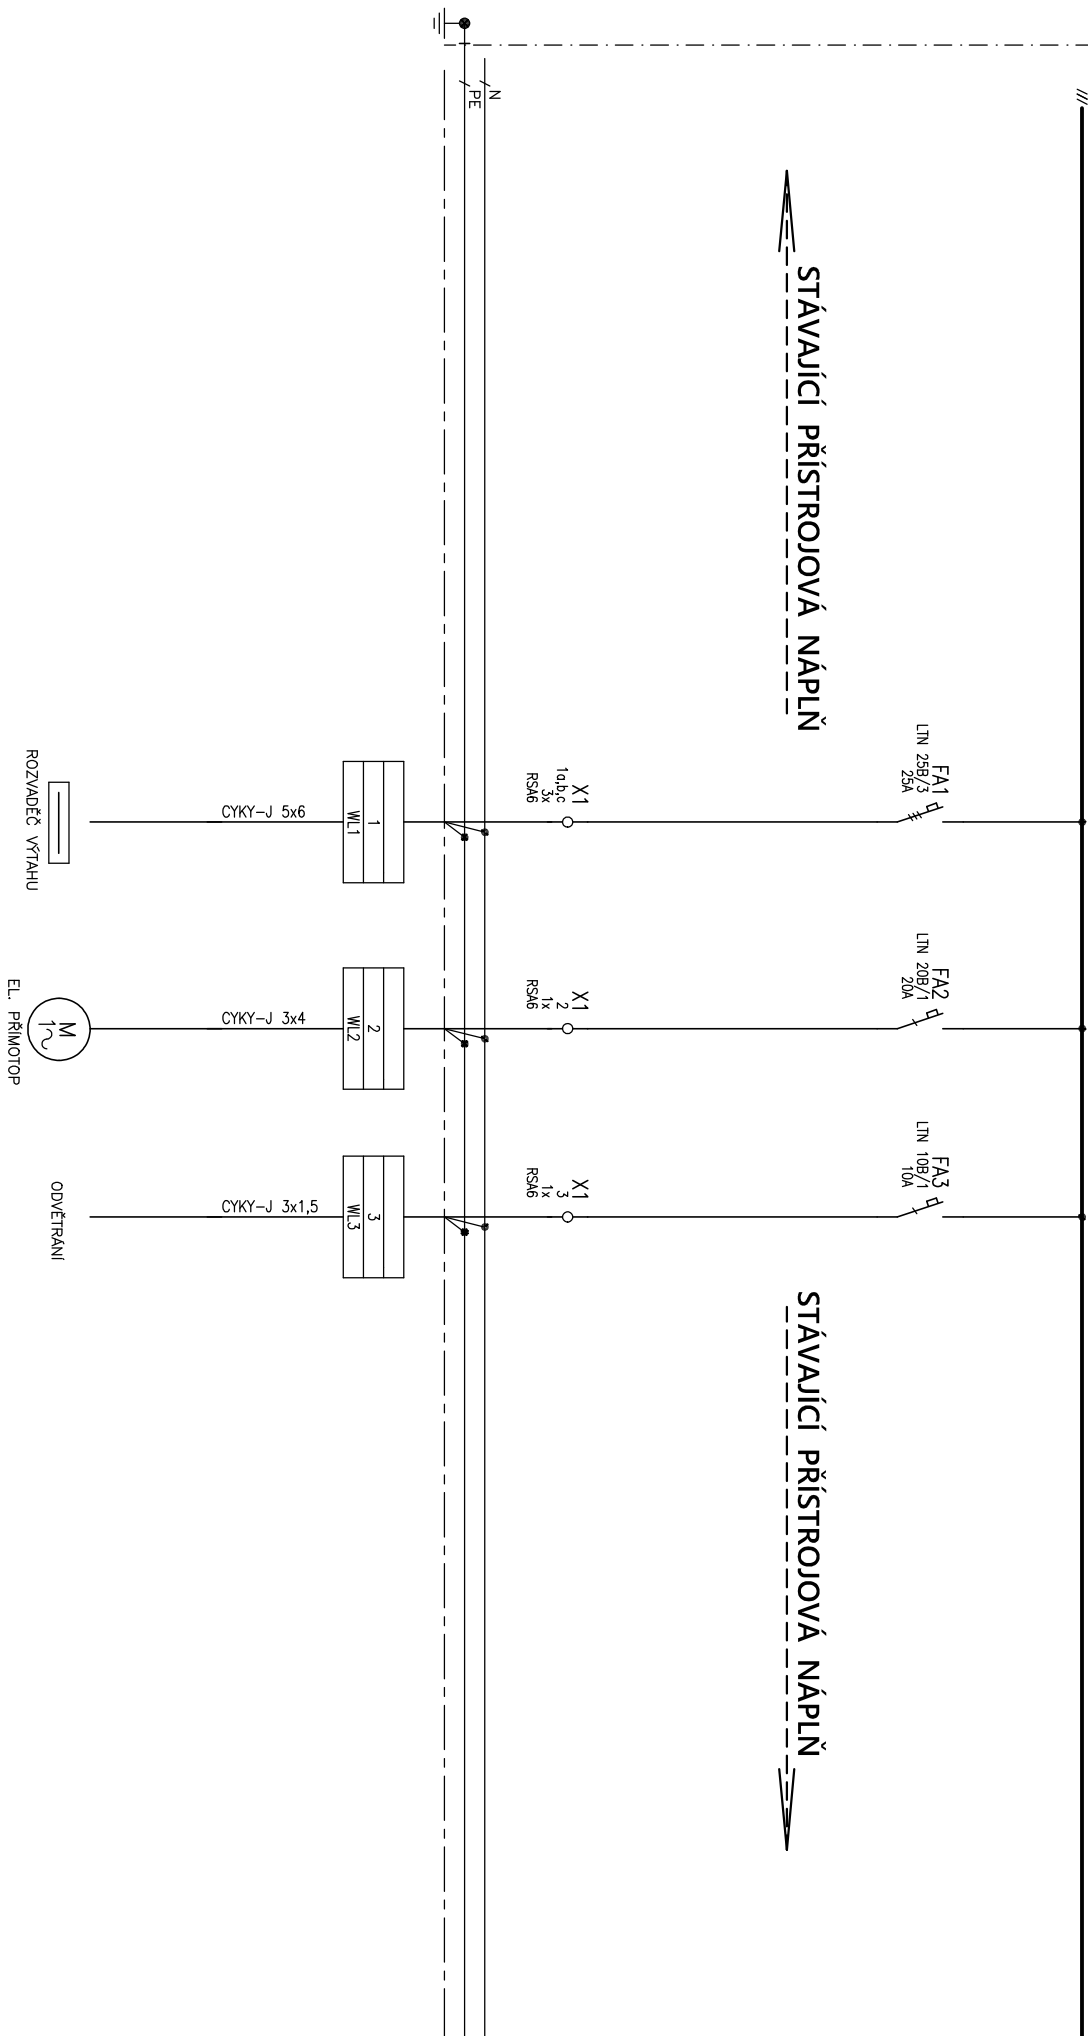 STÁVAJÍCÍ PŘÍSTROJOVÁ NÁPLŇ
STÁVAJÍCÍ PŘÍSTROJOVÁ NÁPLŇ
FA1
LTN 25B/3
25A
FA2
LTN 20B/1
20A
FA3
LTN 10B/1
10A
X1
1a,b,c
3x
RSA6
X1
2
1x
RSA6
X1
3
1x
RSA6
N
PE
1
WL1
2
WL2
3
WL3
CYKY-J 5x6
CYKY-J 3x4
CYKY-J 3x1,5
ROZVADĚČ VÝTAHU
M
1~
EL. PŘÍMOTOP
ODVĚTRÁNÍ